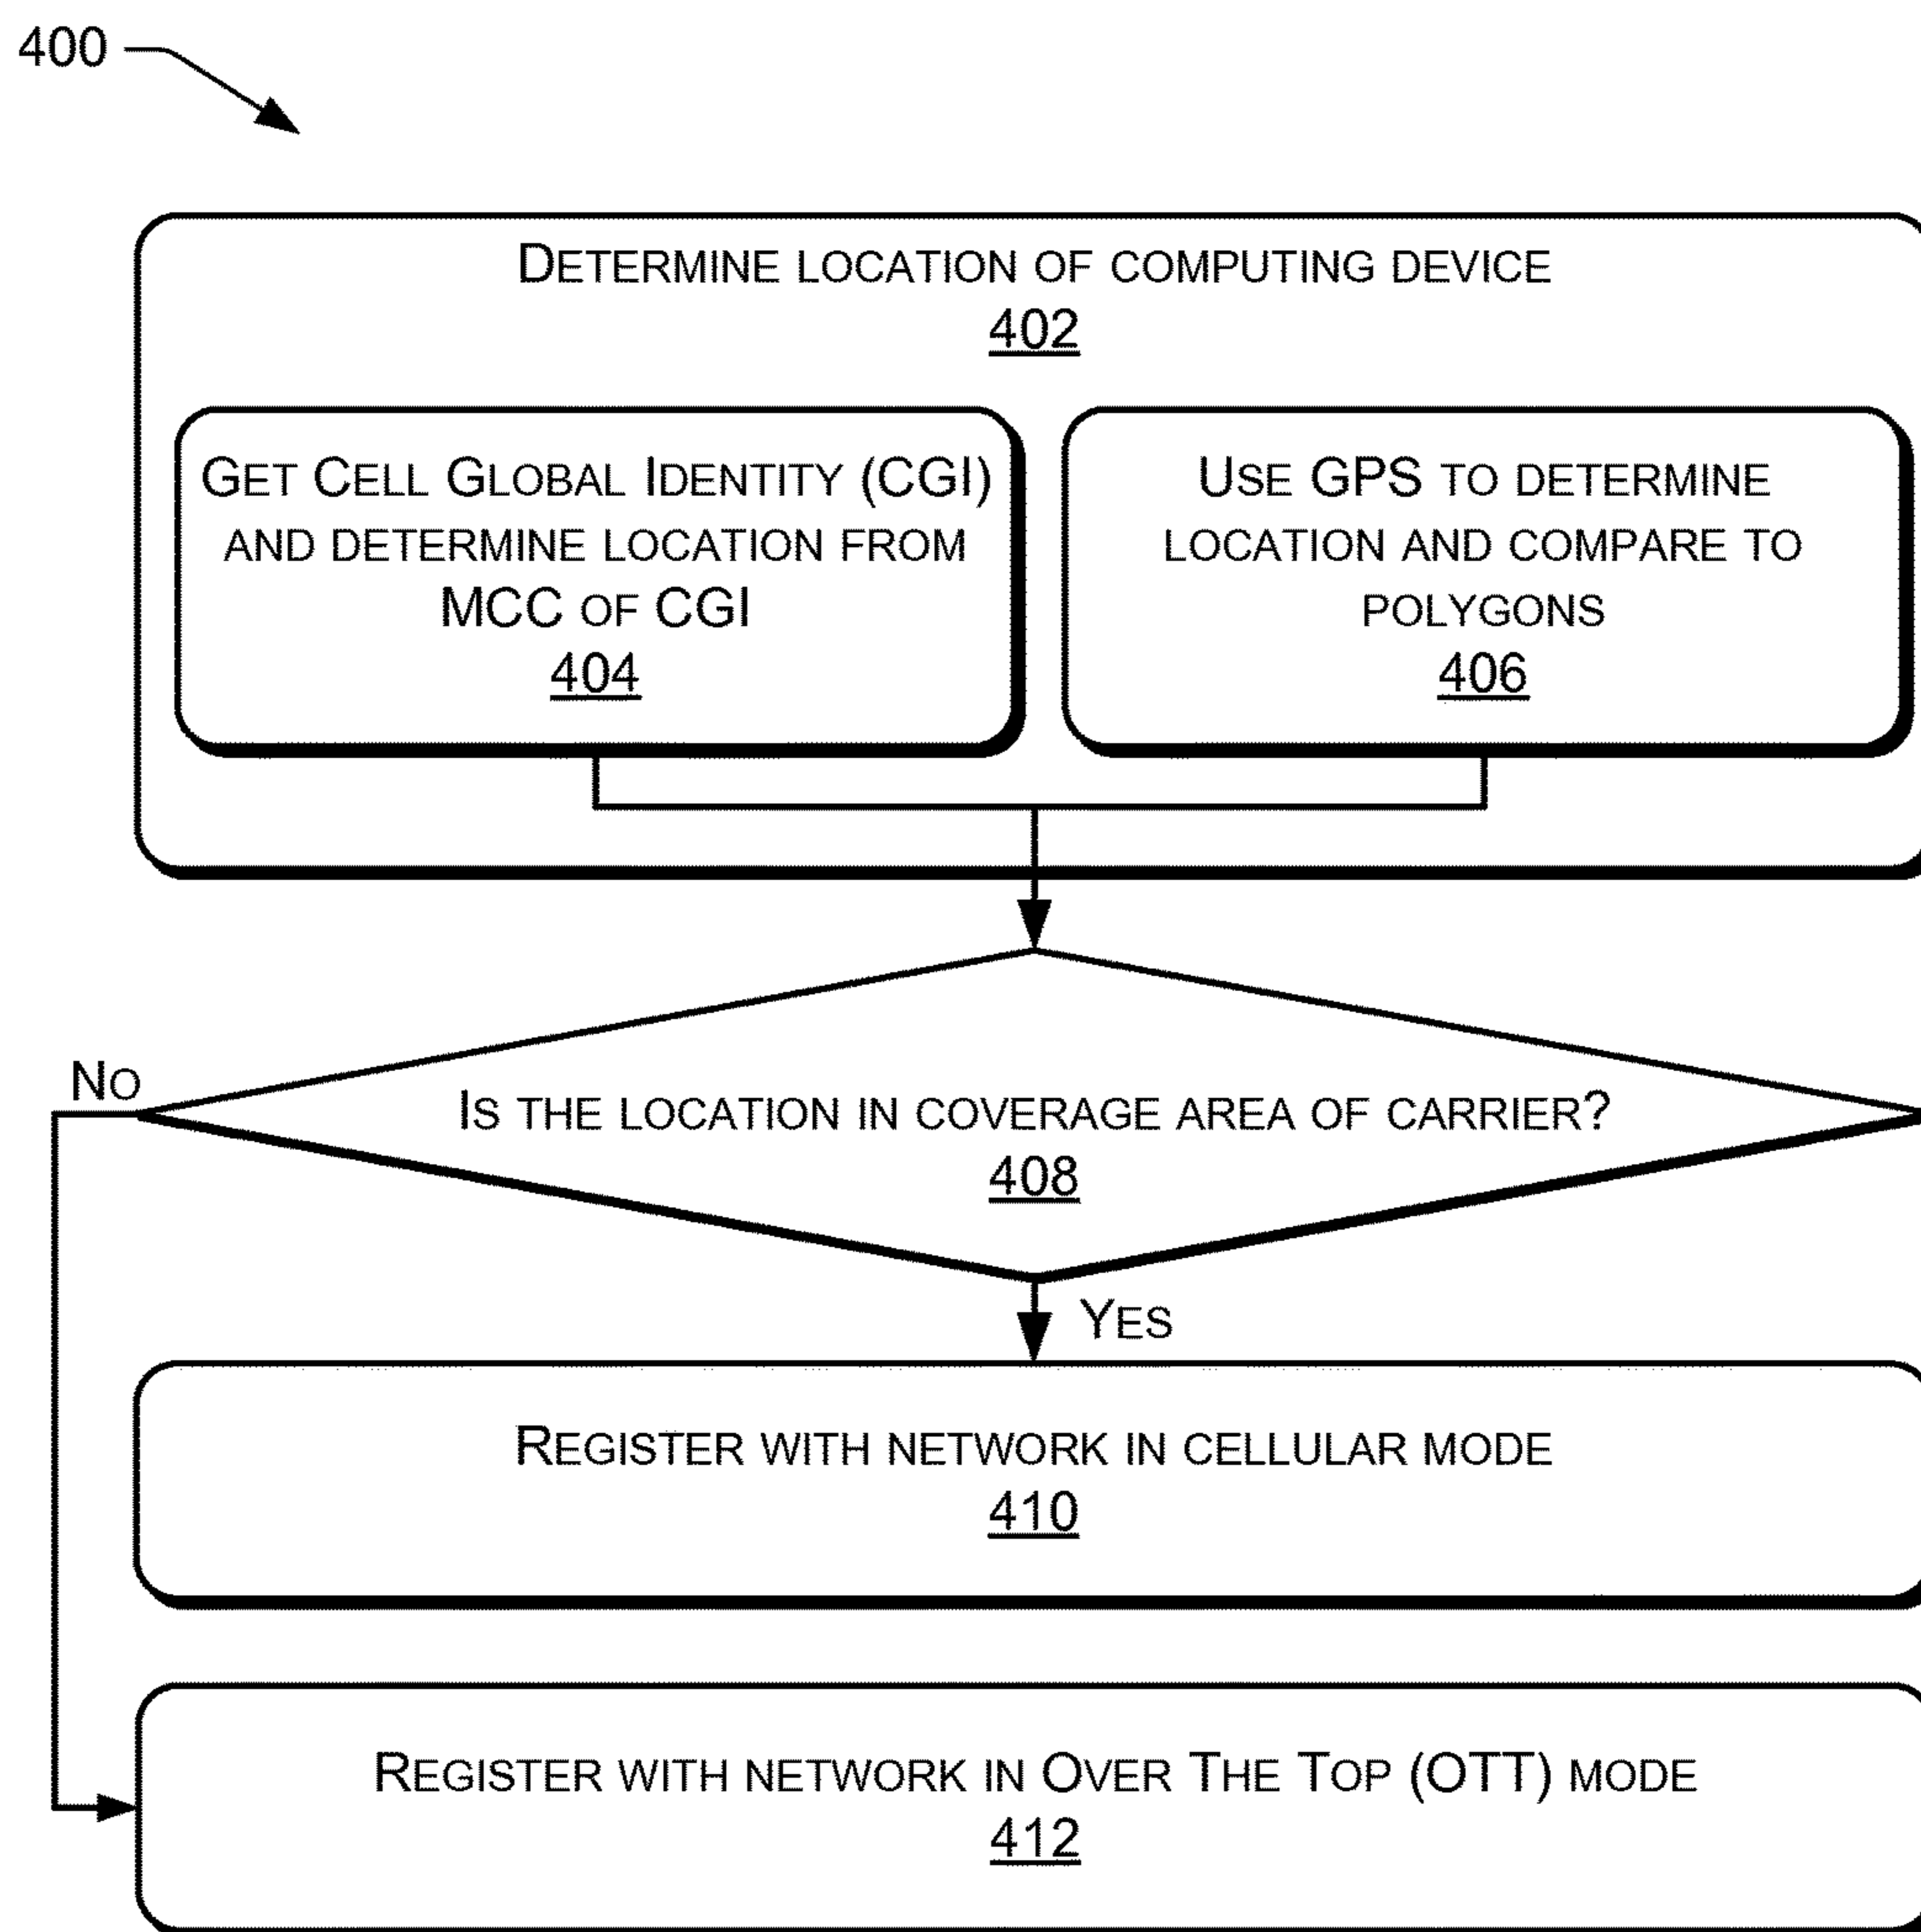 400
DETERMINE LOCATION OF COMPUTING DEVICE
402
GET CELL GLOBAL IDENTITY (CGI)
AND DETERMINE LOCATION FROM
MCC OF CGI
404
USE GPS TO DETERMINE
LOCATION AND COMPARE TO
POLYGONS
406
NO
IS THE LOCATION IN COVERAGE AREA OF CARRIER?
408
YES
REGISTER WITH NETWORK IN CELLULAR MODE
410
REGISTER WITH NETWORK IN OVER THE TOP (OTT) MODE
412